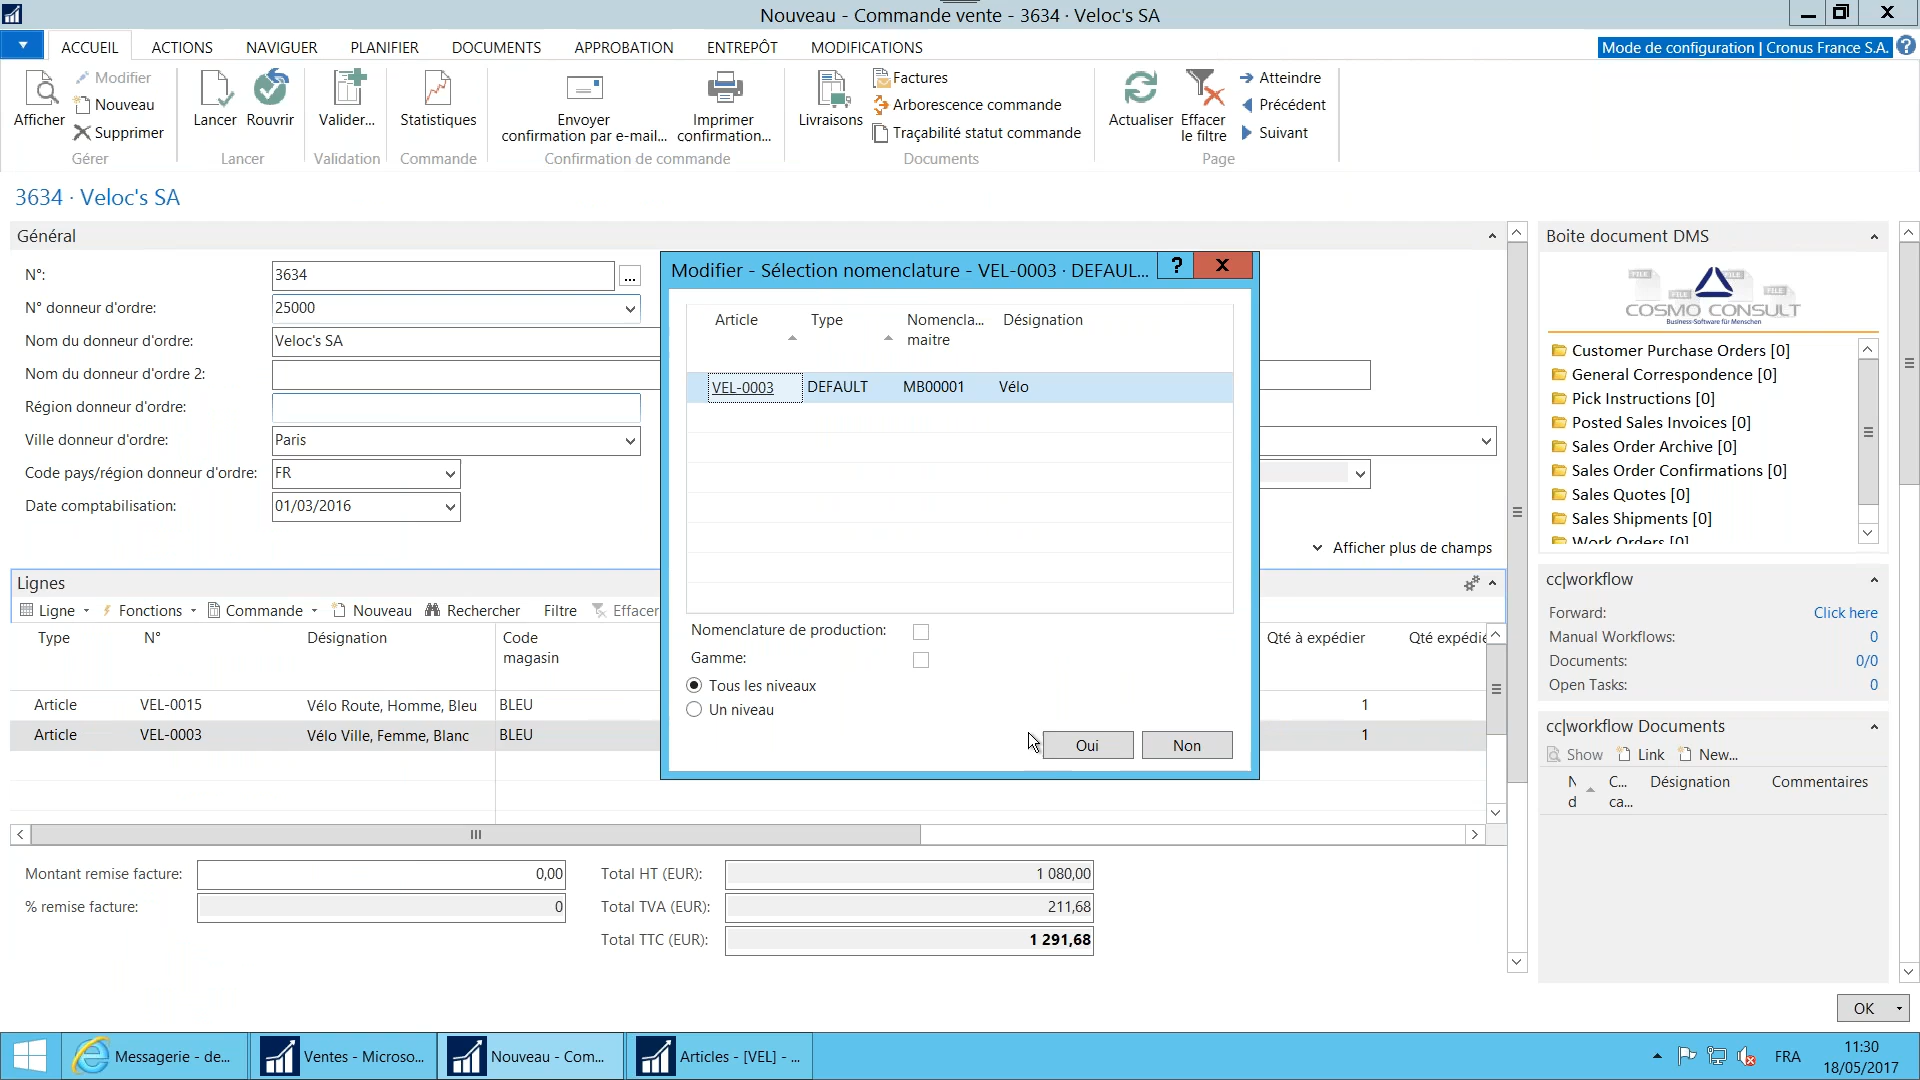 Nouveau - Commande vente - 3634 · Veloc's SA
ACCUEIL ACTIONS NAVIGUER PLANIFIER DOCUMENTS APPROBATION ENTREPÔT MODIFICATIONS
Mode de configuration | Cronus France S.A.
Afficher
Modifier
Nouveau
Supprimer
Gérer
Lancer
Rouvrir
Lancer
Valider...
Validation
Statistiques
Commande
Envoyer
confirmation par e-mail...
Imprimer
confirmation...
Confirmation de commande
Livraisons
Factures
Arborescence commande
Traçabilité statut commande
Documents
Actualiser
Effacer
le filtre
Atteindre
Précédent
Suivant
Page
3634 · Veloc's SA
Général
N°: 3634 ...
N° donneur d'ordre: 25000
Nom du donneur d'ordre: Veloc's SA
Nom du donneur d'ordre 2:
Région donneur d'ordre:
Ville donneur d'ordre: Paris
Code pays/région donneur d'ordre: FR
Date comptabilisation: 01/03/2016
Afficher plus de champs
Modifier - Sélection nomenclature - VEL-0003 · DEFAUL... ? X
Article Type Nomencla... Désignation
maitre
VEL-0003 DEFAULT MB00001 Vélo
Nomenclature de production:
Gamme:
Tous les niveaux
Un niveau
Oui Non
Lignes
Ligne Fonctions Commande Nouveau Rechercher Filtre Effacer
Type N° Désignation Code Qté à expédier Qté expédié
magasin
Article VEL-0015 Vélo Route, Homme, Bleu BLEU 1
Article VEL-0003 Vélo Ville, Femme, Blanc BLEU 1
Montant remise facture: 0,00
% remise facture: 0
Total HT (EUR): 1 080,00
Total TVA (EUR): 211,68
Total TTC (EUR): 1 291,68
Boite document DMS
FILE FILE FILE FILE
COSMO CONSULT
Business-Software für Menschen
Customer Purchase Orders [0]
General Correspondence [0]
Pick Instructions [0]
Posted Sales Invoices [0]
Sales Order Archive [0]
Sales Order Confirmations [0]
Sales Quotes [0]
Sales Shipments [0]
Work Orders [0]
cc|workflow
Forward: Click here
Manual Workflows: 0
Documents: 0/0
Open Tasks: 0
cc|workflow Documents
Show Link New...
N C... Désignation Commentaires
d ca...
OK
Messagerie - de...
Ventes - Microso...
Nouveau - Com...
Articles - [VEL] - ...
FRA
11:30
18/05/2017